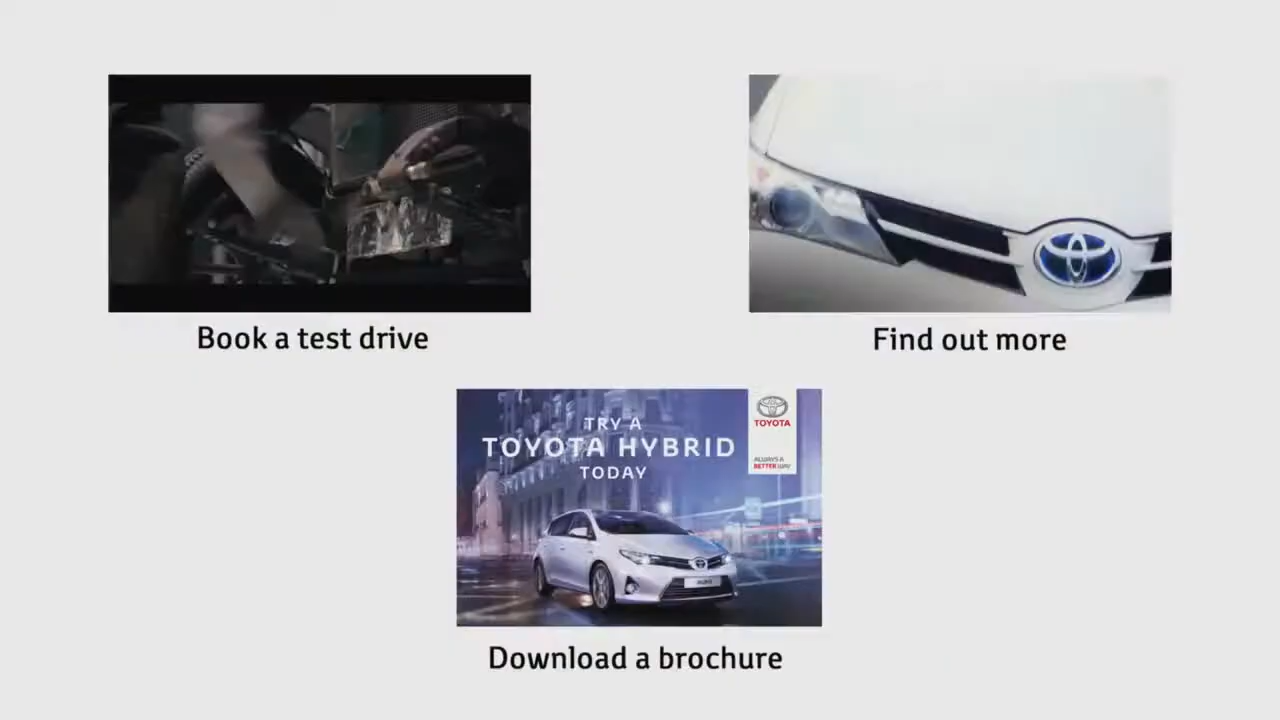 Book a test drive
Find out more
TRY A
TOYOTA HYBRID
TODAY
TOYOTA
ALWAYS A
BETTER WAY
Download a brochure